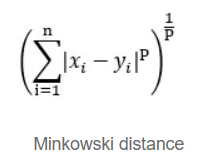 (∑_{i=1}^{n} |x_i − y_i|^p)^{1/p}
Minkowski distance